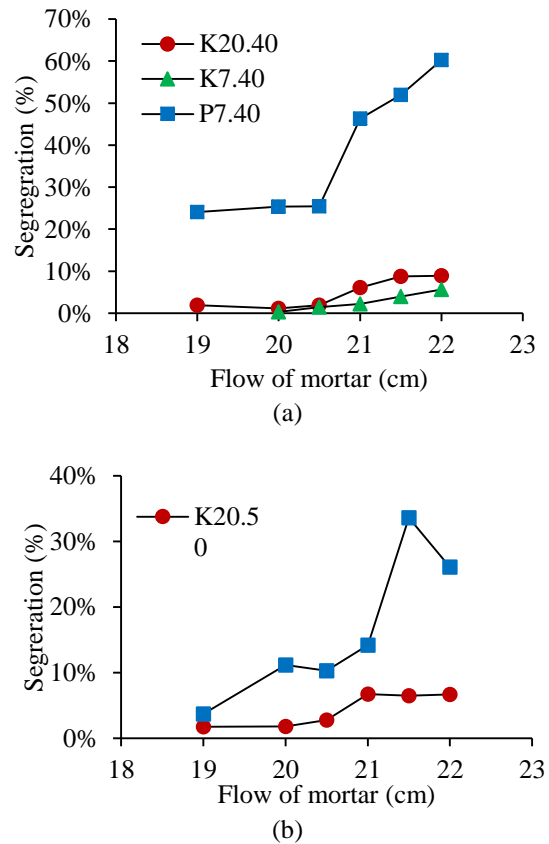 70%
60%
50%
40%
30%
20%
10%
0%
Segregration (%)
K20.40
K7.40
P7.40
18 19 20 21 22 23
Flow of mortar (cm)
(a)
40%
30%
20%
10%
0%
Segreration (%)
K20.5
0
18 19 20 21 22 23
Flow of mortar (cm)
(b)